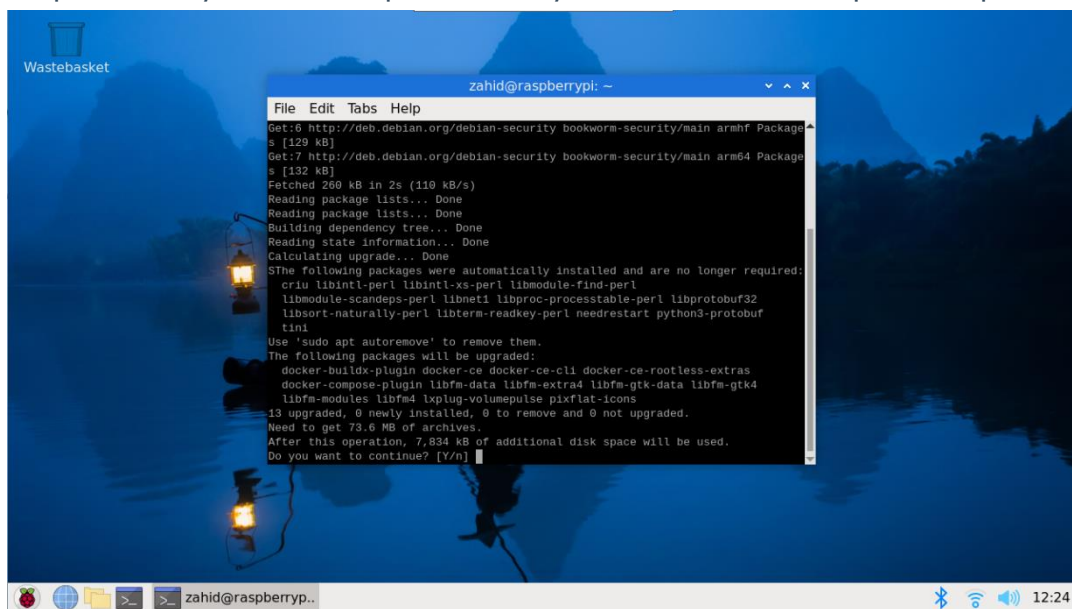 Wastebasket
zahid@raspberrypi: ~
File Edit Tabs Help
Get:6 http://deb.debian.org/debian-security bookworm-security/main armhf Package
s [129 kB]
Get:7 http://deb.debian.org/debian-security bookworm-security/main arm64 Package
s [132 kB]
Fetched 260 kB in 2s (110 kB/s)
Reading package lists... Done
Reading package lists... Done
Building dependency tree... Done
Reading state information... Done
Calculating upgrade... Done
SThe following packages were automatically installed and are no longer required:
criu libintl-perl libintl-xs-perl libmodule-find-perl
libmodule-scandeps-perl libnet1 libproc-processtable-perl libprotobuf32
libsort-naturally-perl libterm-readkey-perl needrestart python3-protobuf
tini
Use 'sudo apt autoremove' to remove them.
The following packages will be upgraded:
docker-buildx-plugin docker-ce docker-ce-cli docker-ce-rootless-extras
docker-compose-plugin libfm-data libfm-extra4 libfm-gtk-data libfm-gtk4
libfm-modules libfm4 lxplug-volumepulse pixflat-icons
13 upgraded, 0 newly installed, 0 to remove and 0 not upgraded.
Need to get 73.6 MB of archives.
After this operation, 7,834 kB of additional disk space will be used.
Do you want to continue? [Y/n]
zahid@raspberryp..
12:24